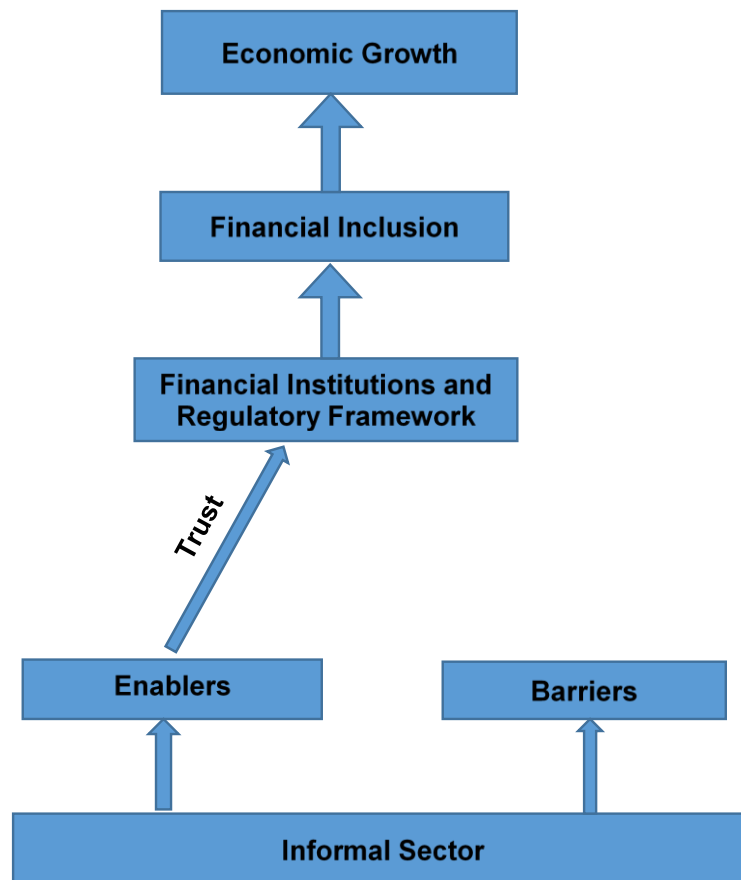 Economic Growth
Financial Inclusion
Financial Institutions and
Regulatory Framework
Trust
Enablers
Barriers
Informal Sector